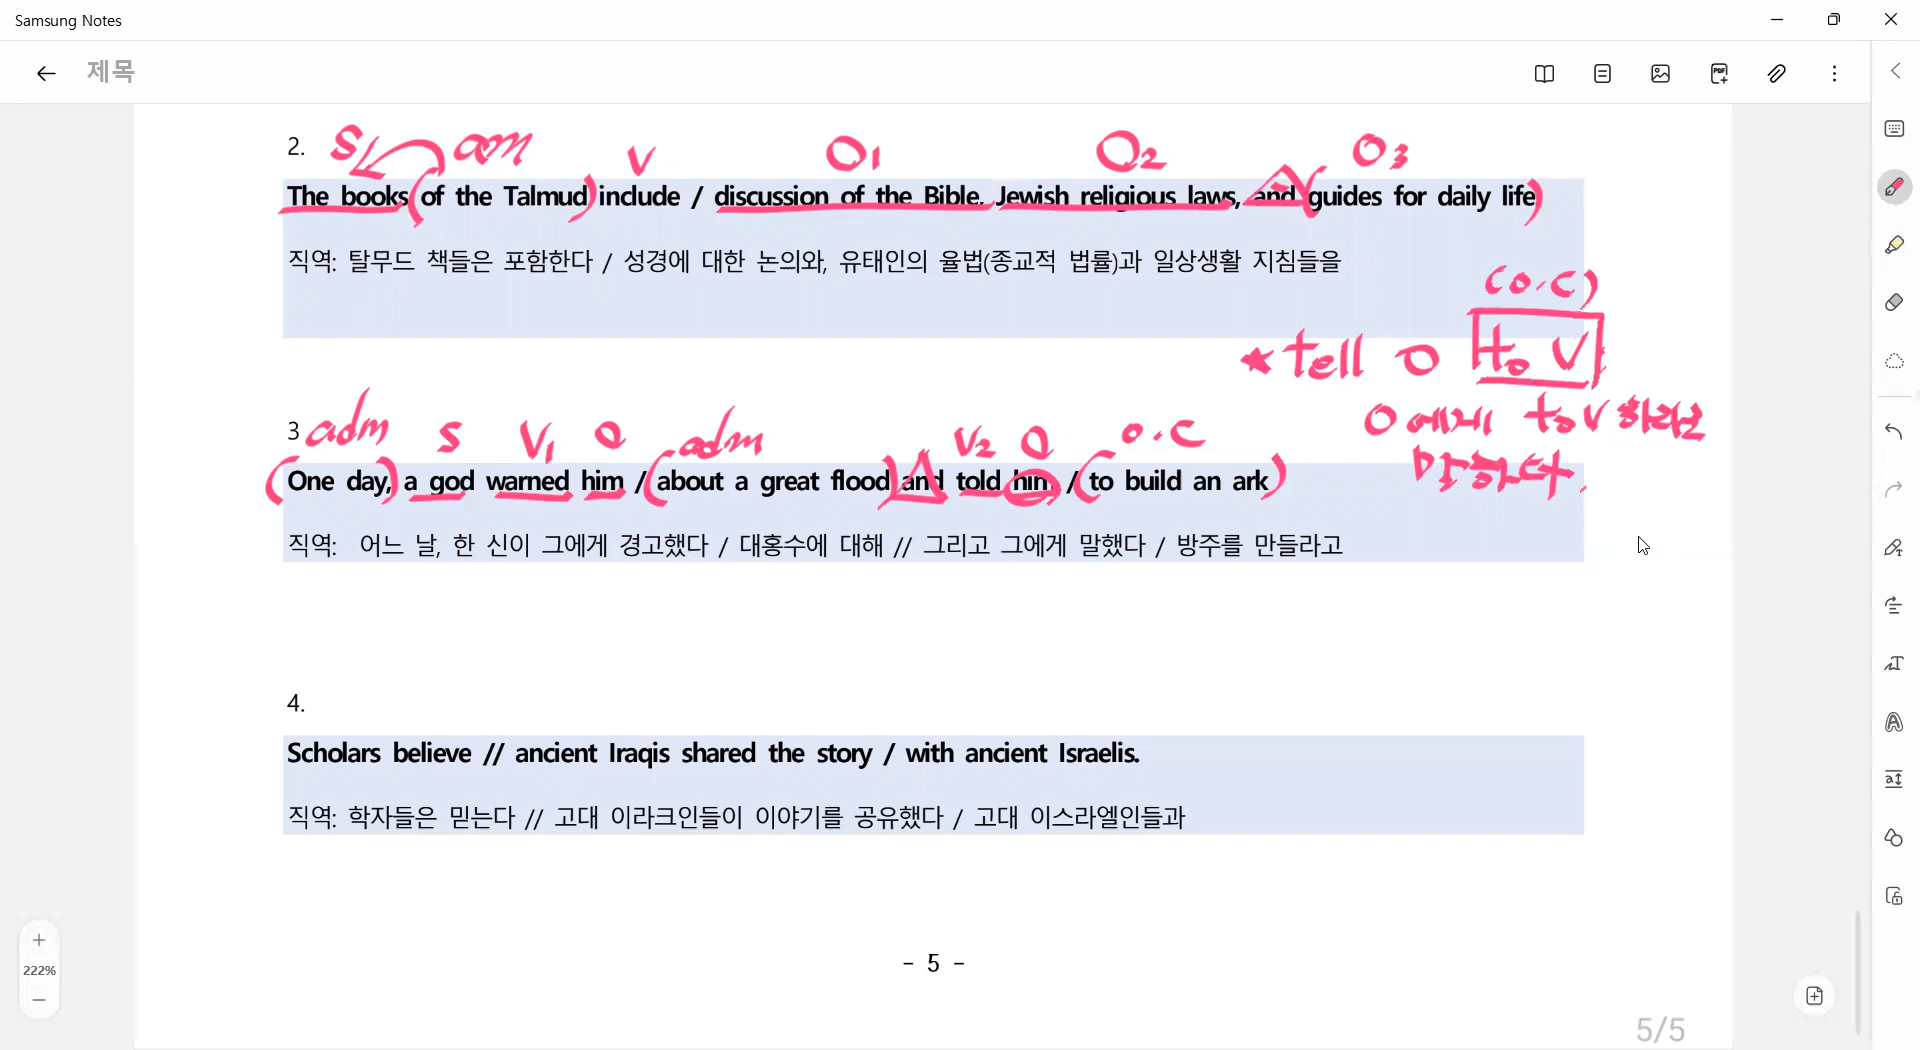 Samsung Notes
제목
2.
S am V O1 O2 O3
The books (of the Talmud) include / discussion of the Bible, Jewish religious laws, and (guides for daily life)
직역: 탈무드 책들은 포함한다 / 성경에 대한 논의와, 유태인의 율법(종교적 법률)과 일상생활 지침들을
(O.C)
* tell O to V
O에게 to V 하라고
말하다.
3 adm S V1 O adm V2 O O.C
(One day,) a god warned him / (about a great flood) and told him / (to build an ark)
직역: 어느 날, 한 신이 그에게 경고했다 / 대홍수에 대해 // 그리고 그에게 말했다 / 방주를 만들라고
4.
Scholars believe // ancient Iraqis shared the story / with ancient Israelis.
직역: 학자들은 믿는다 // 고대 이라크인들이 이야기를 공유했다 / 고대 이스라엘인들과
222%
- 5 -
5/5